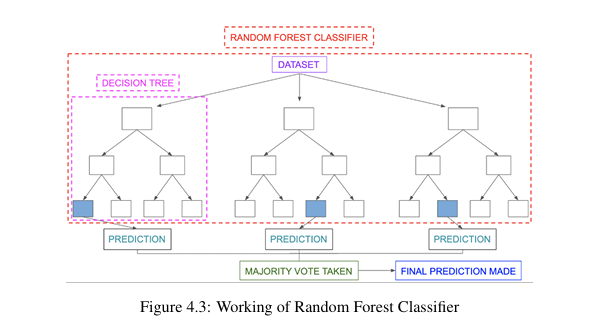 RANDOM FOREST CLASSIFIER
DATASET
DECISION TREE
PREDICTION
PREDICTION
PREDICTION
MAJORITY VOTE TAKEN
FINAL PREDICTION MADE
Figure 4.3: Working of Random Forest Classifier